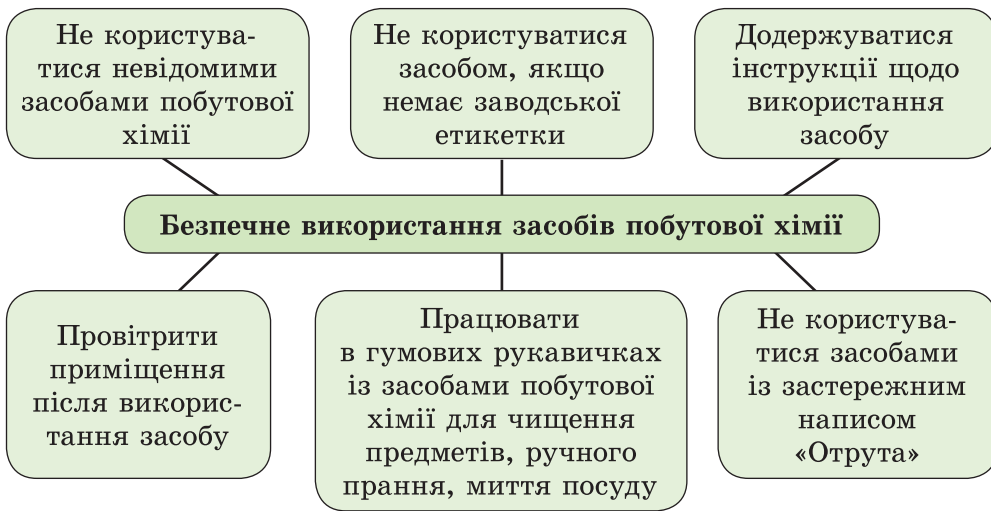 Не користува-
тися невідомими
засобами побутової
хімії
Не користуватися
засобом, якщо
немає заводської
етикетки
Додержуватися
інструкції щодо
використання
засобу
Безпечне використання засобів побутової хімії
Провітрити
приміщення
після викорис-
тання засобу
Працювати
в гумових рукавичках
із засобами побутової
хімії для чищення
предметів, ручного
прання, миття посуду
Не користува-
тися засобами
із застережним
написом
«Отрута»